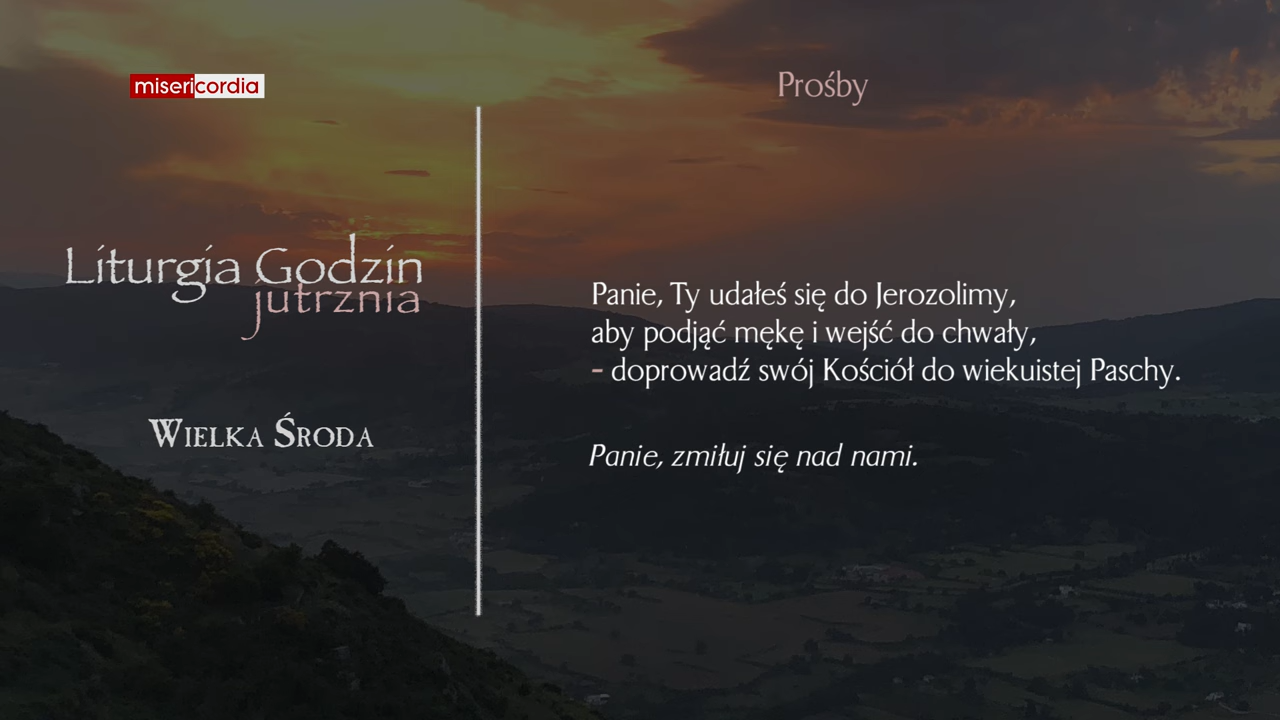 misericordia
Liturgia Godzin
jutrznia
Wielka Środa
Prośby
Panie, Ty udałeś się do Jerozolimy,
aby podjąć mękę i wejść do chwały,
- doprowadź swój Kościół do wiekuistej Paschy.
Panie, zmiłuj się nad nami.